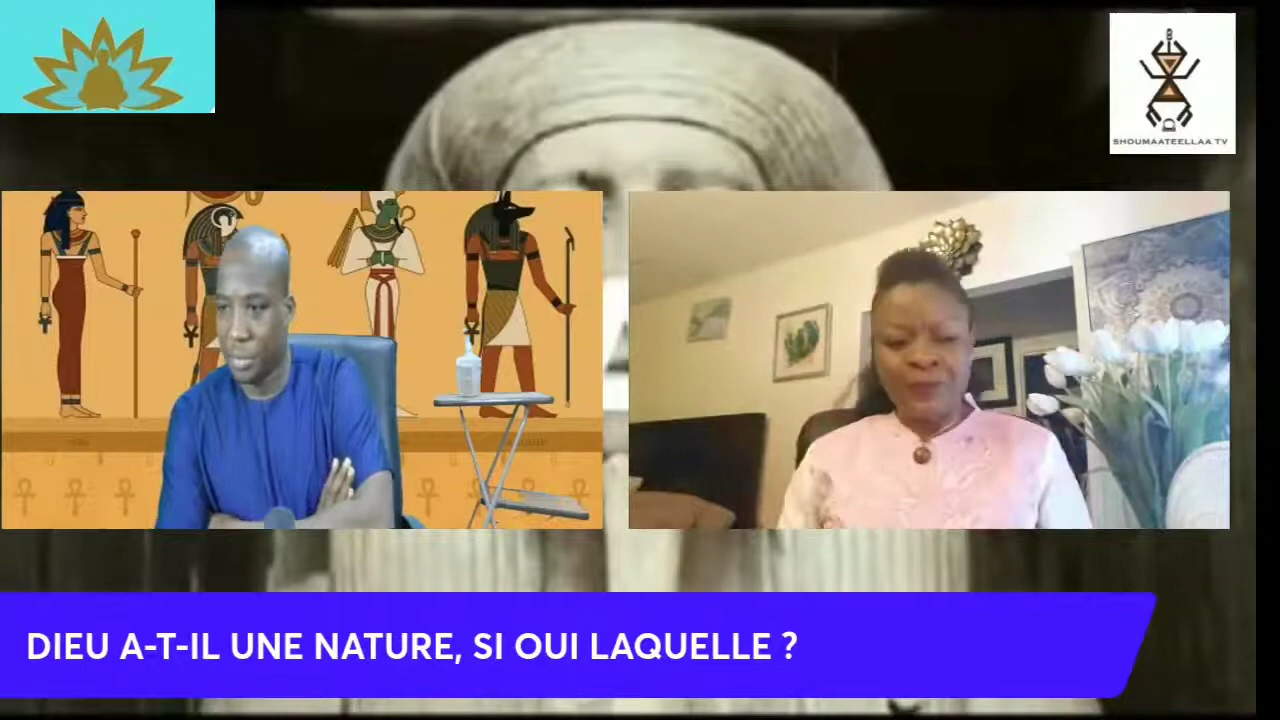 SHOUMAATEELLAA TV
DIEU A-T-IL UNE NATURE, SI OUI LAQUELLE ?